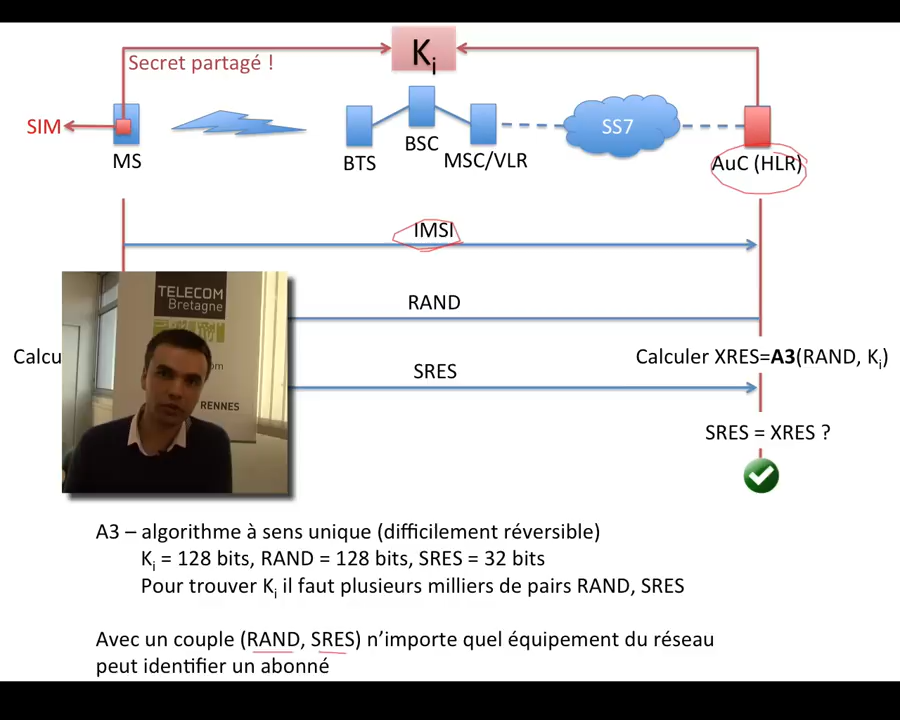 Ki
Secret partagé !
SIM
MS
BTS
BSC
MSC/VLR
SS7
AuC (HLR)
IMSI
RAND
TELECOM
Bretagne
om
RENNES
Calcu
Calculer XRES=A3(RAND, Ki)
SRES
SRES = XRES ?
A3 – algorithme à sens unique (difficilement réversible)
Ki = 128 bits, RAND = 128 bits, SRES = 32 bits
Pour trouver Ki il faut plusieurs milliers de pairs RAND, SRES
Avec un couple (RAND, SRES) n’importe quel équipement du réseau
peut identifier un abonné